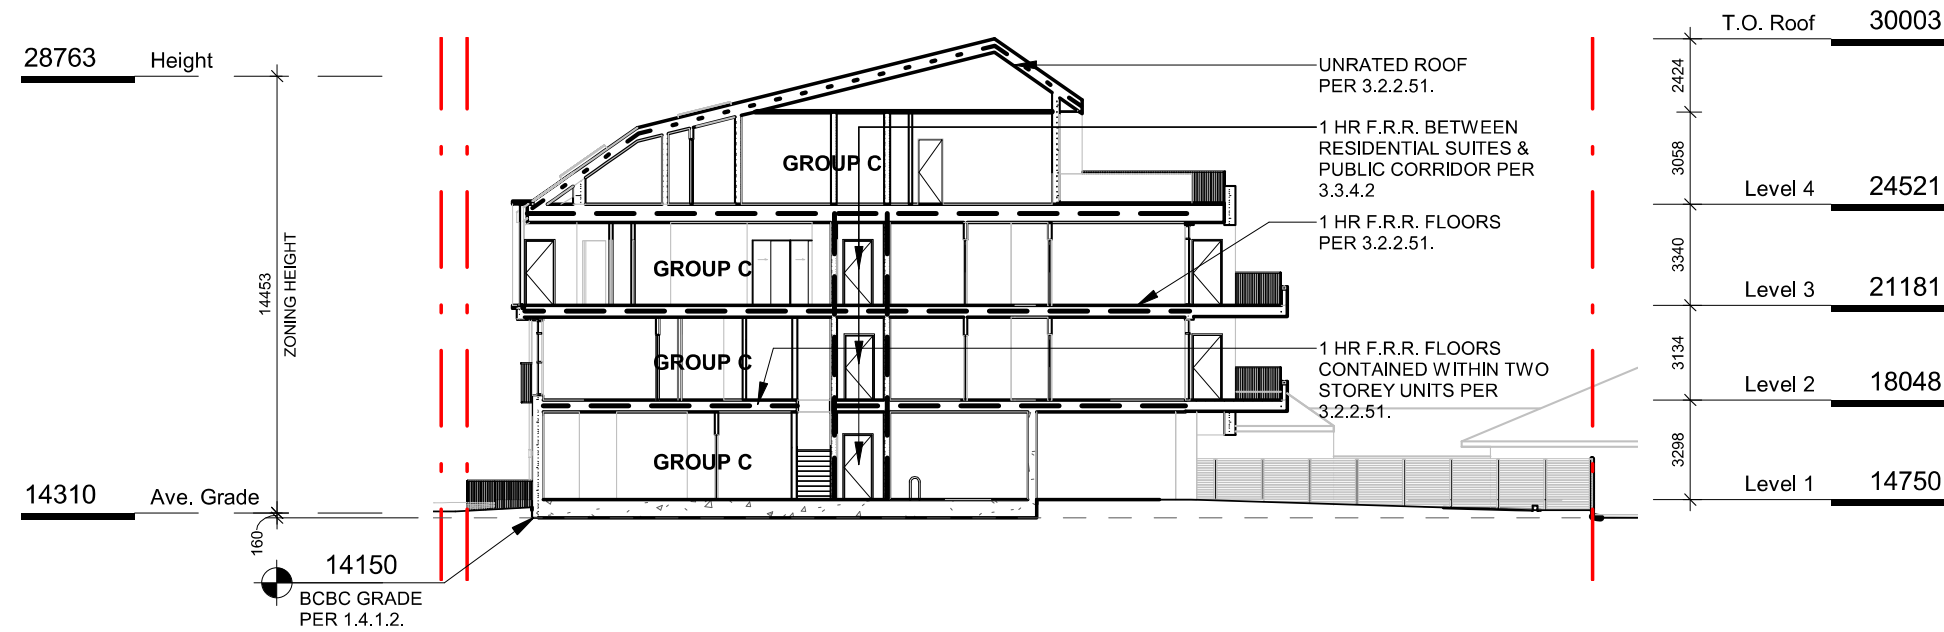 28763 Height
T.O. Roof 30003
2424
UNRATED ROOF
PER 3.2.2.51.
1 HR F.R.R. BETWEEN
RESIDENTIAL SUITES &
PUBLIC CORRIDOR PER
3.3.4.2
3058
GROUP C
Level 4 24521
1 HR F.R.R. FLOORS
PER 3.2.2.51.
3340
GROUP C
14453
ZONING HEIGHT
Level 3 21181
3134
1 HR F.R.R. FLOORS
CONTAINED WITHIN TWO
STOREY UNITS PER
3.2.2.51.
GROUP C
Level 2 18048
3298
GROUP C
Level 1 14750
14310 Ave. Grade
160
14150
BCBC GRADE
PER 1.4.1.2.